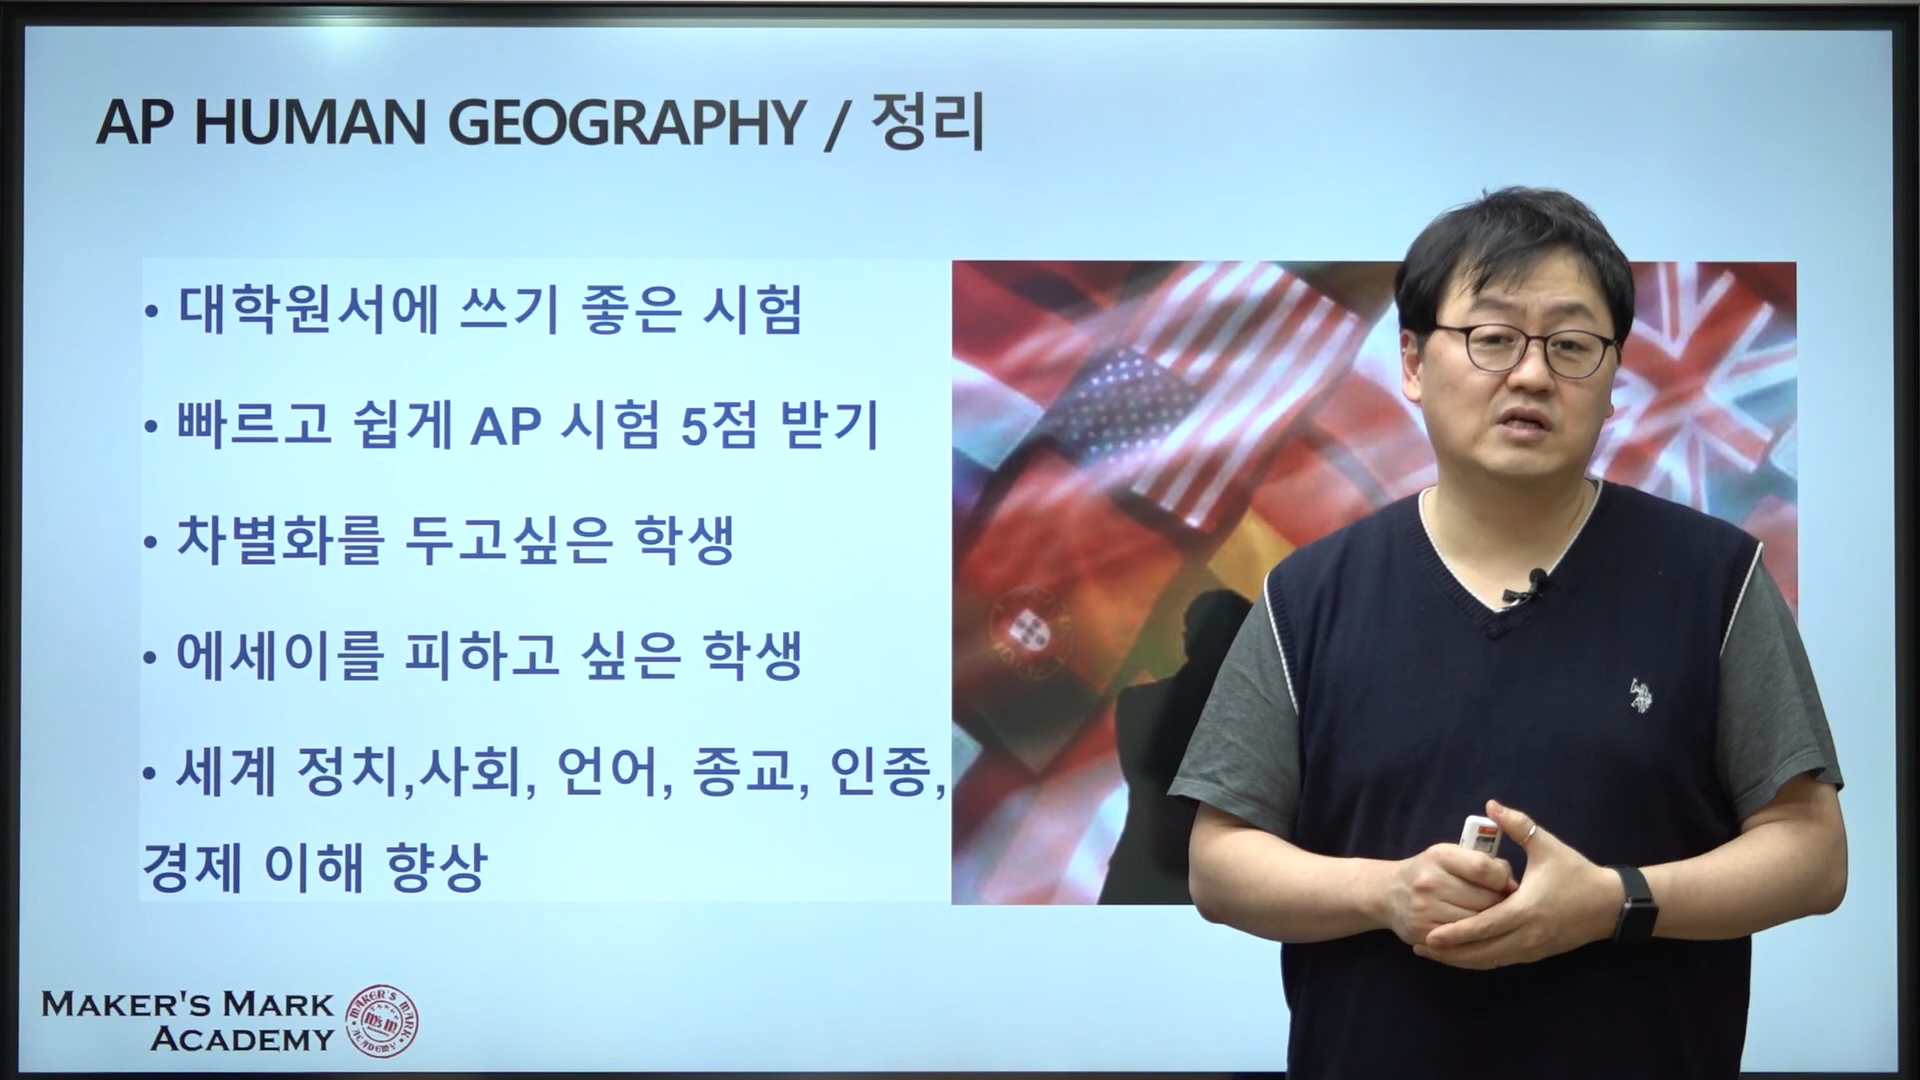 AP HUMAN GEOGRAPHY / 정리
• 대학원서에 쓰기 좋은 시험
• 빠르고 쉽게 AP 시험 5점 받기
• 차별화를 두고싶은 학생
• 에세이를 피하고 싶은 학생
• 세계 정치,사회, 언어, 종교, 인종,
경제 이해 향상
MAKER'S MARK
ACADEMY
MAKER'S MARK
ACADEMY